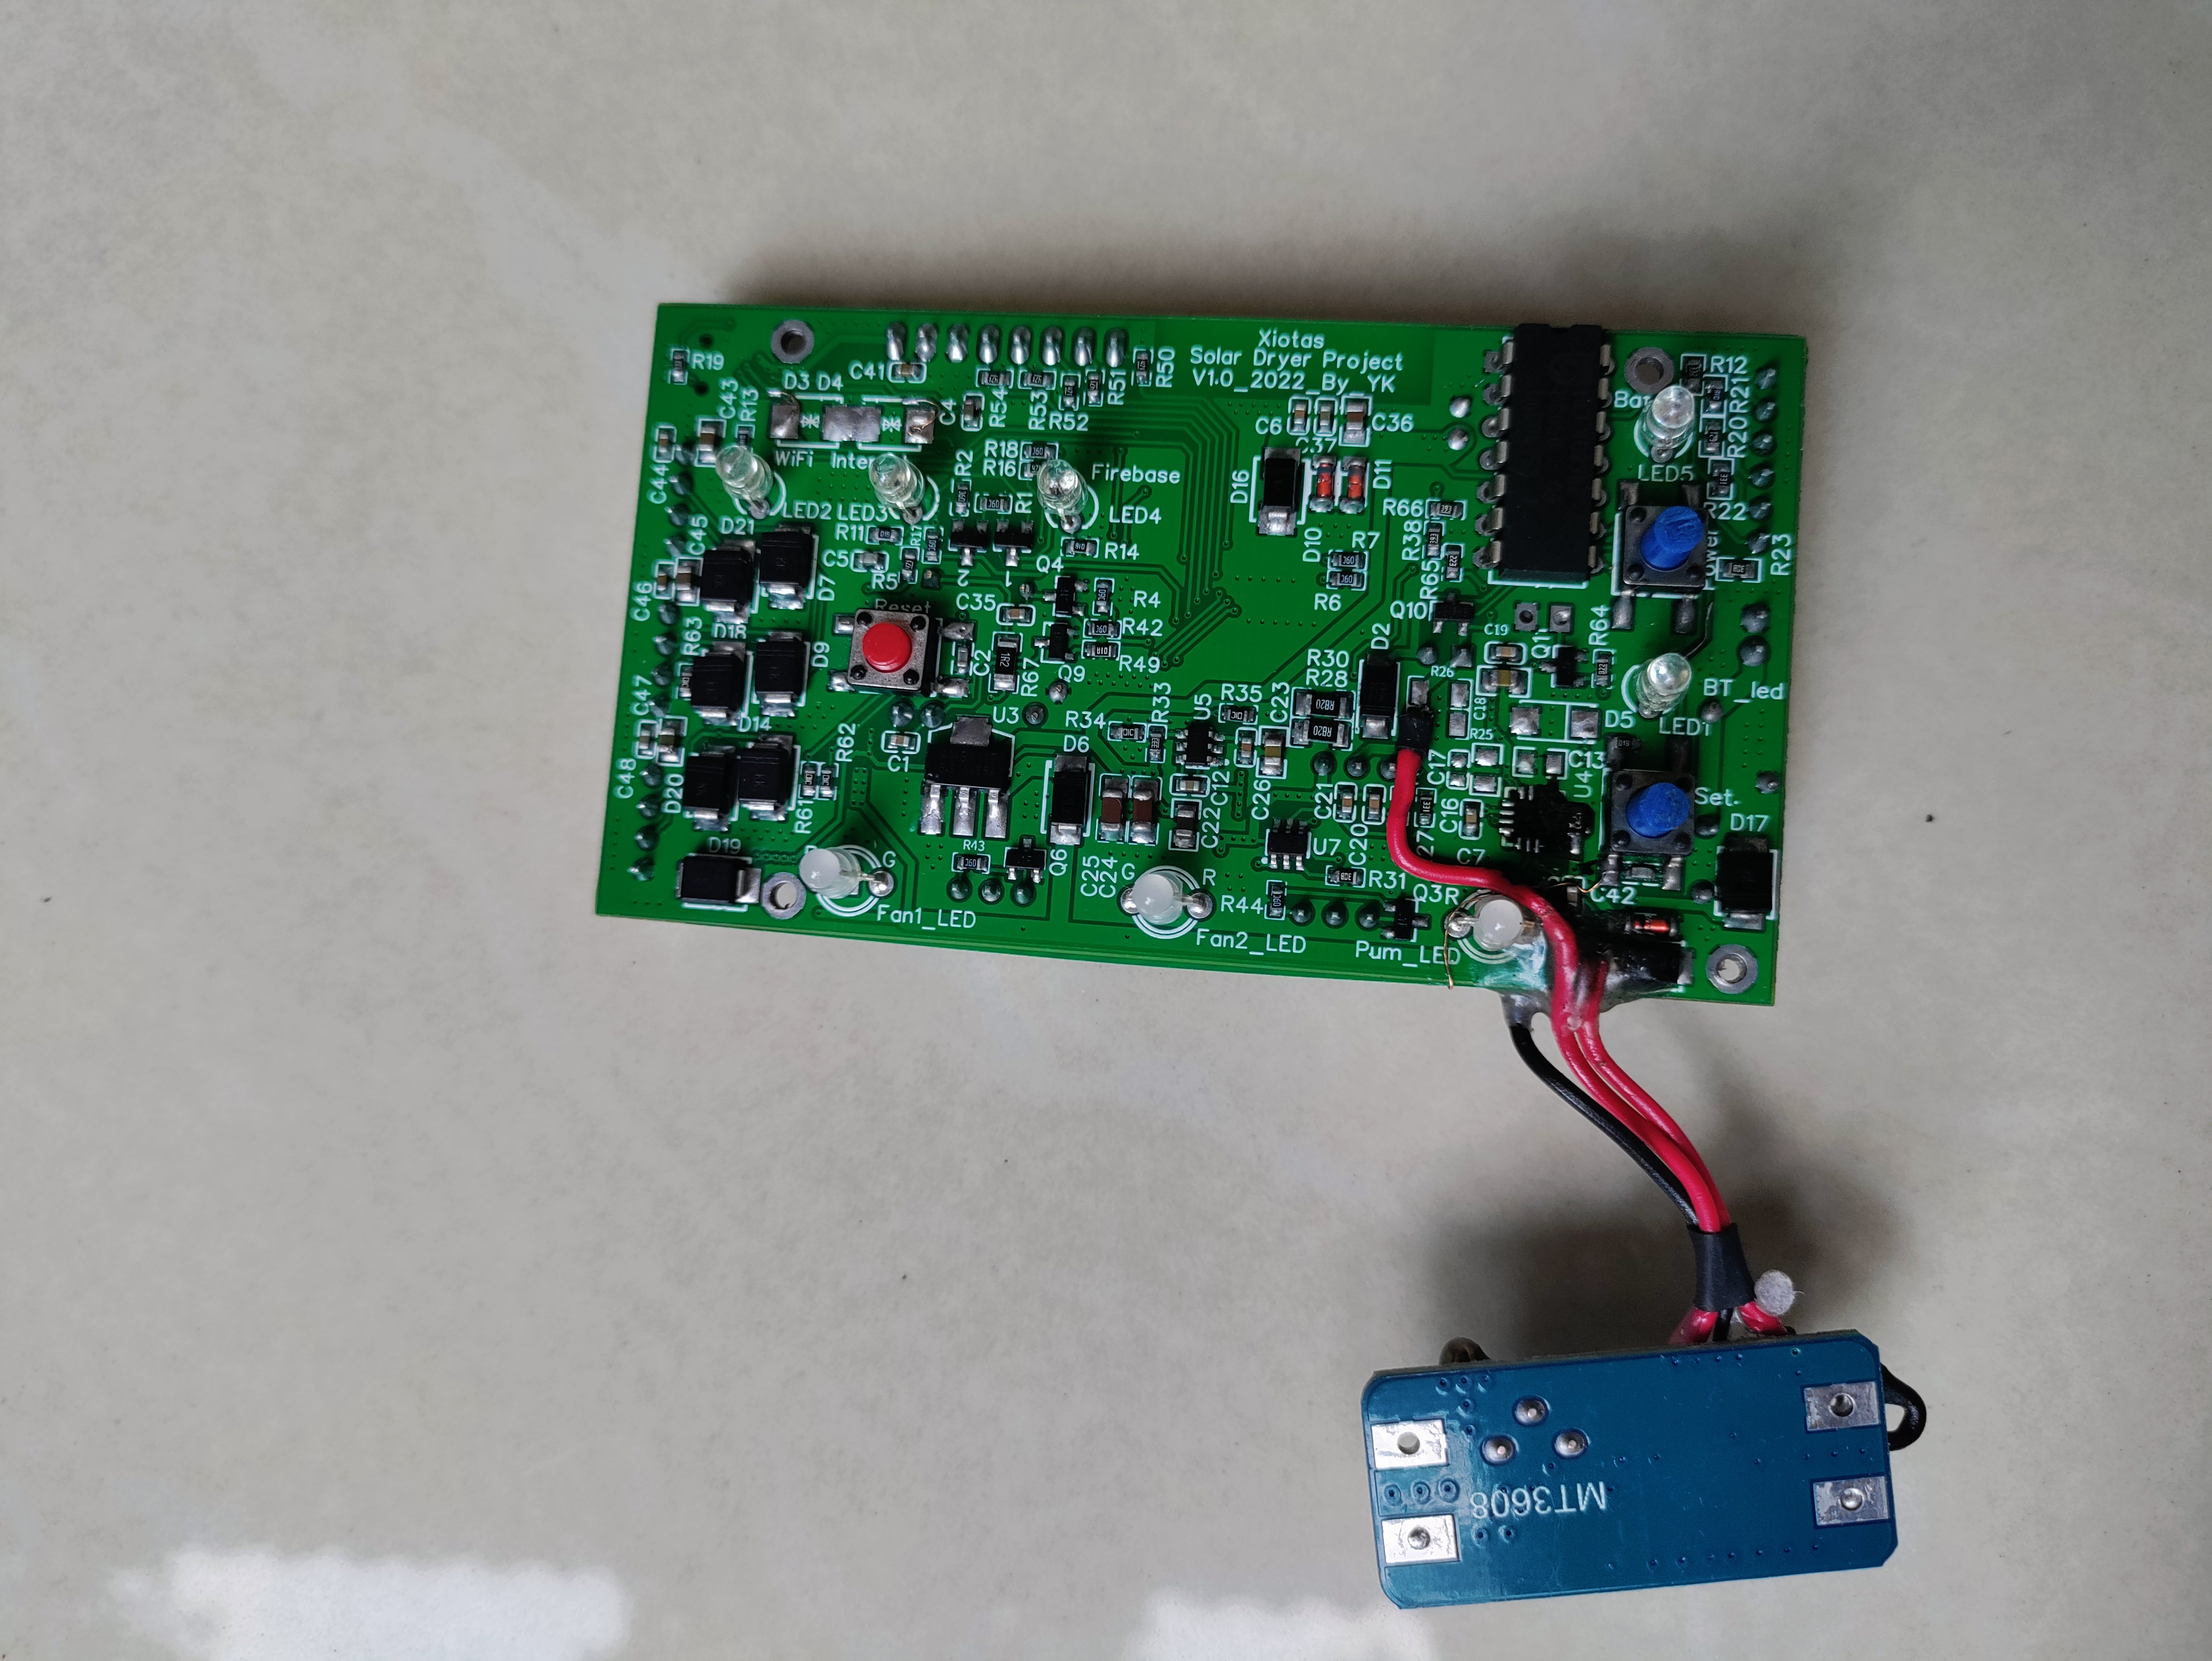 Xiotas
Solar Dryer Project
V1.0_2022_By_YK
R19
D3 D4
C41
R54
R53
R52
R51
R50
R12
R21
R20
C43
R13
C4
C6
C37
C36
LED5
C44
WiFi
R2
R18
R16
R1
Firebase
D16
D11
D10
R66
R38
R65
R22
R23
LED2
LED3
LED4
D21
C45
R11
C5
R5
R14
Q4
R7
R6
D7
C46
Reset
C35
R4
R42
R49
Q9
2
1
Q10
C19
Q1
R64
R63
D18
D9
C2
1R2
R67
R30
R28
D2
R26
BT_led
LED1
D5
C47
D14
U3
R34
R33
U5
R35
C23
C18
R25
C13
U4
C48
D20
R62
R61
C1
D6
C12
C26
C22
C21
C20
C17
C16
C7
Set
D17
D19
R43
Q6
C25
C24
U7
R31
R44
Q3
R
C42
G
Fan1_LED
G
R
Fan2_LED
Pum_LED
MT3608